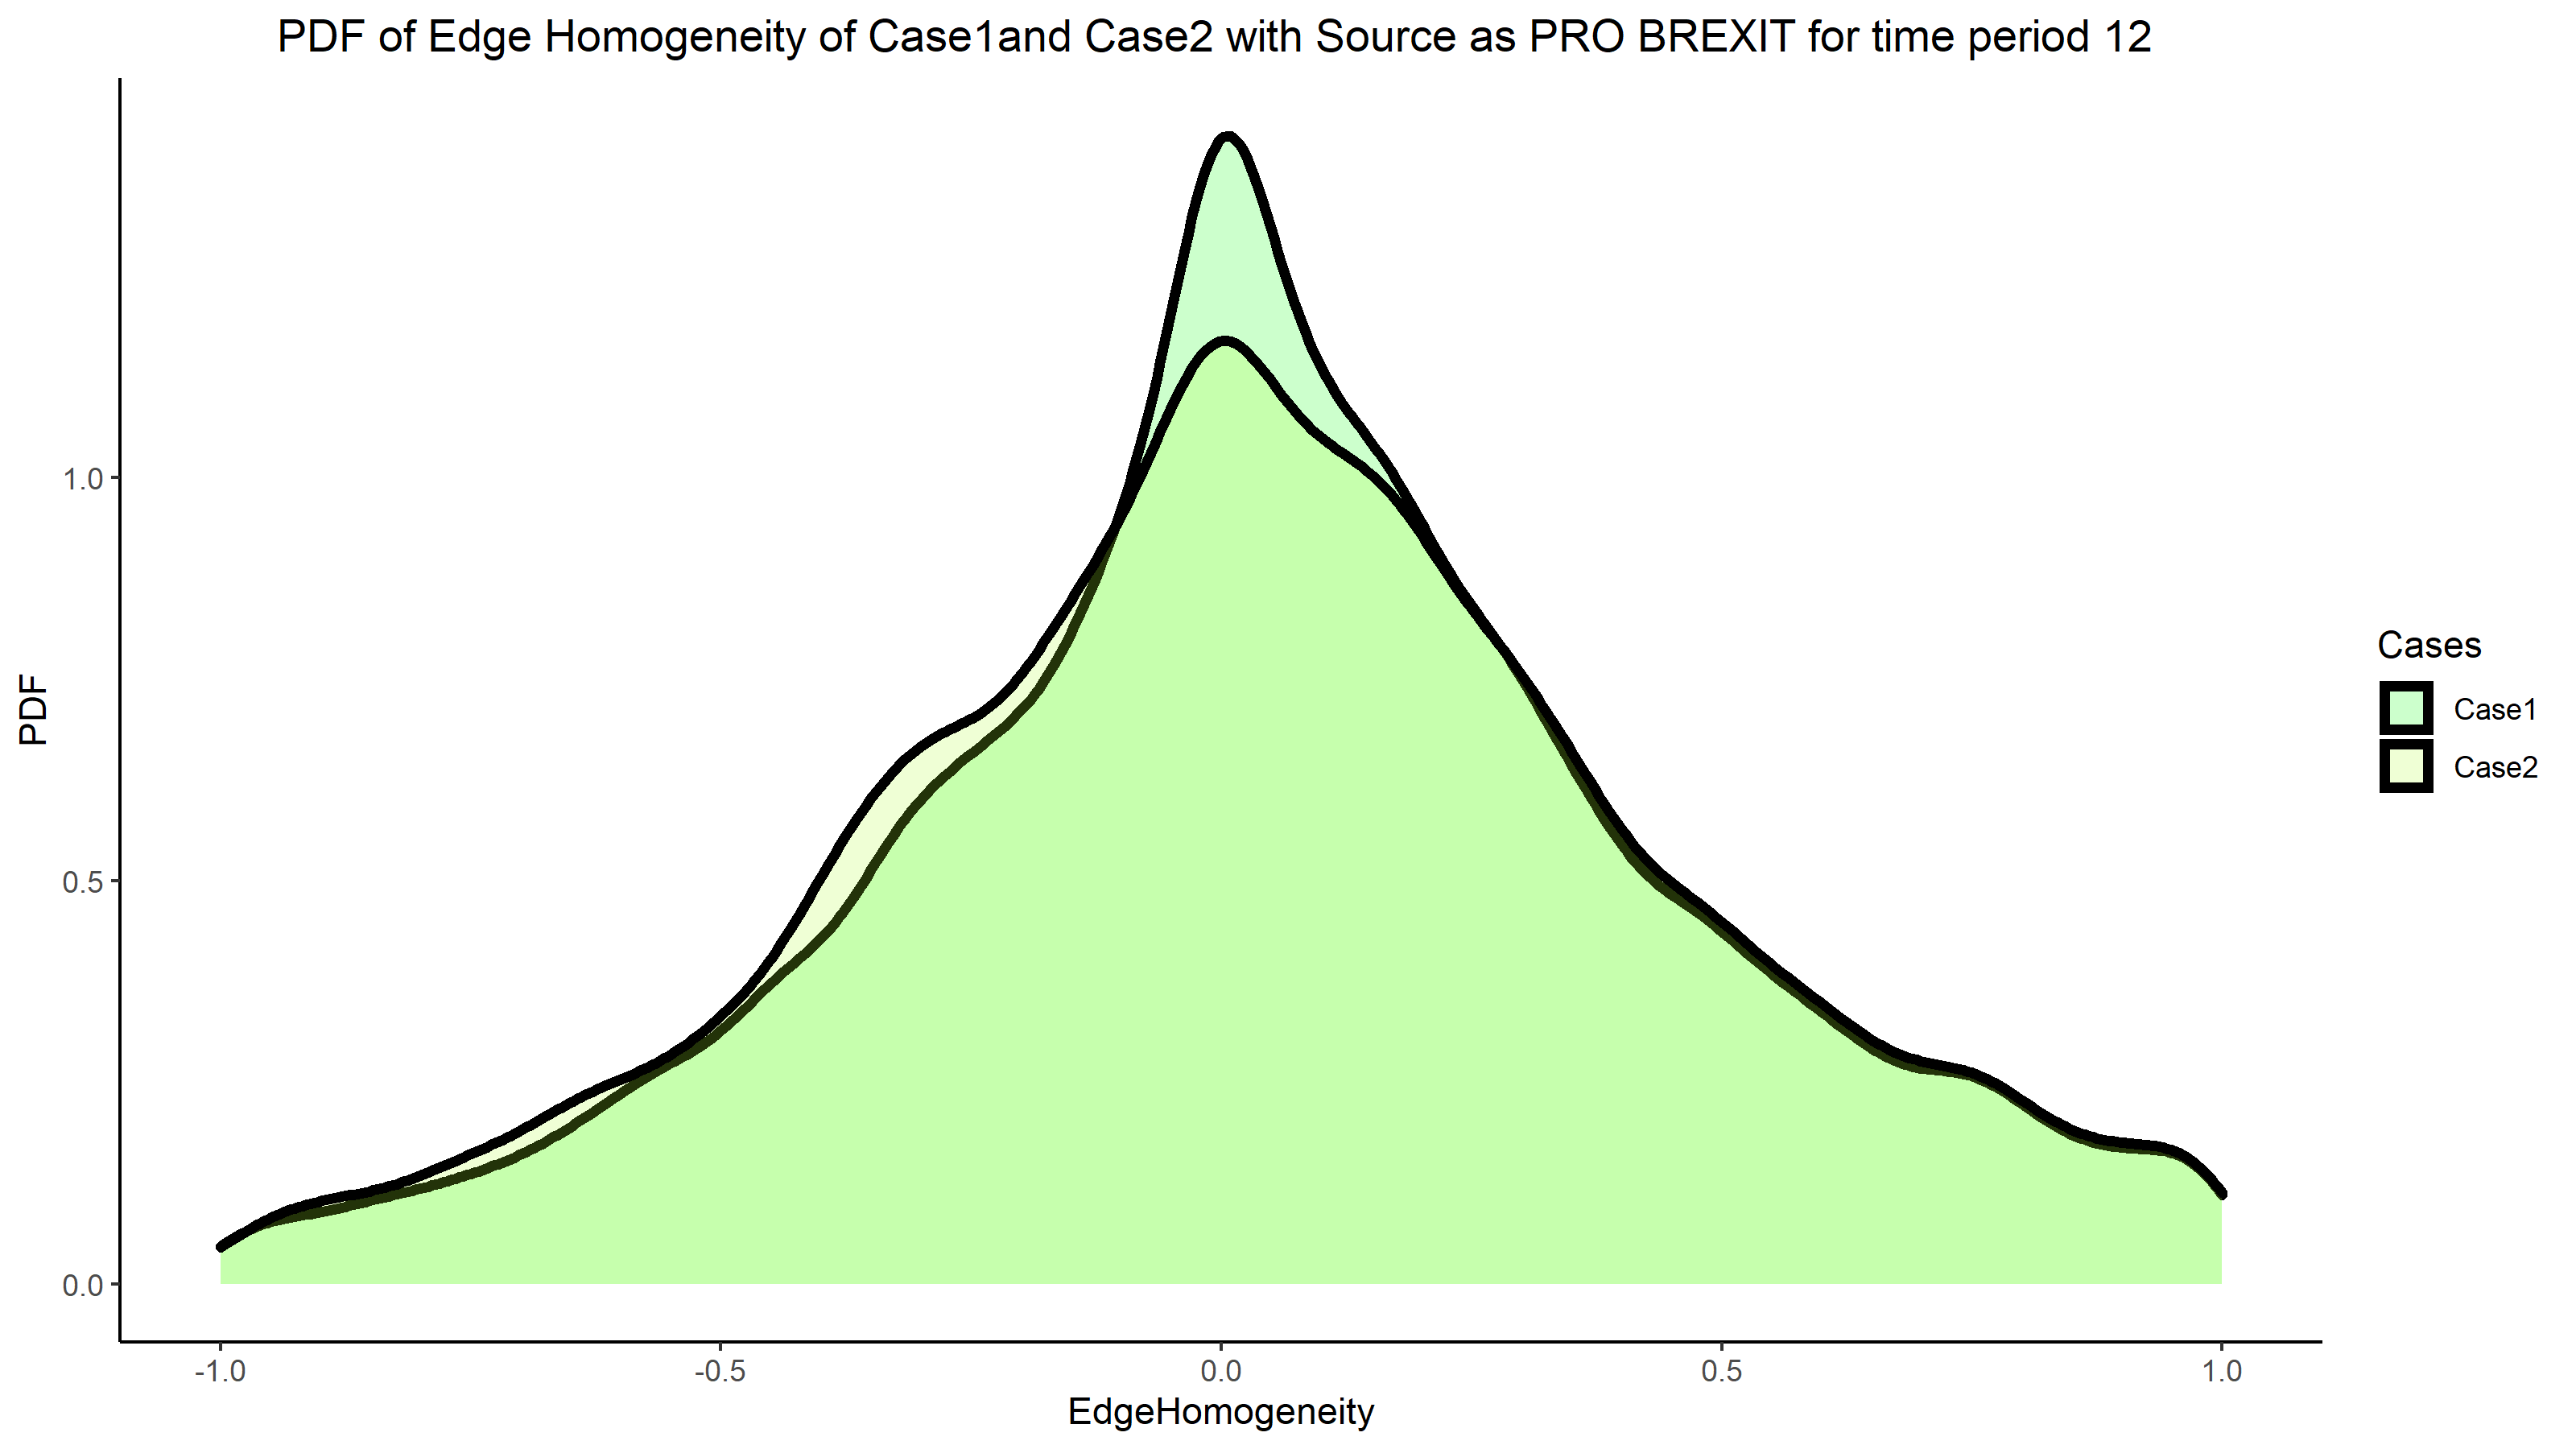 PDF of Edge Homogeneity of Case1and Case2 with Source as PRO BREXIT for time period 12
PDF
1.0
0.5
0.0
-1.0
-0.5
0.0
0.5
1.0
EdgeHomogeneity
Cases
Case1
Case2